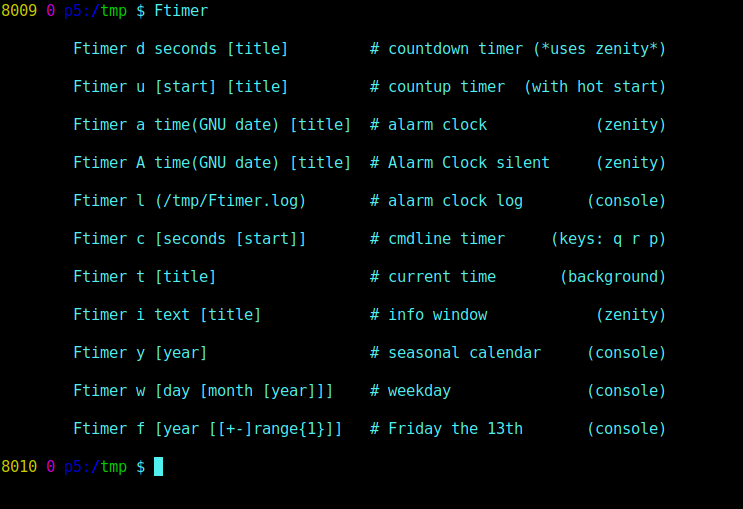 8009 0 p5:/tmp $ Ftimer
Ftimer d seconds [title]         # countdown timer (*uses zenity*)
Ftimer u [start] [title]         # countup timer  (with hot start)
Ftimer a time(GNU date) [title]  # alarm clock            (zenity)
Ftimer A time(GNU date) [title]  # Alarm Clock silent     (zenity)
Ftimer l (/tmp/Ftimer.log)       # alarm clock log       (console)
Ftimer c [seconds [start]]       # cmdline timer     (keys: q r p)
Ftimer t [title]                 # current time       (background)
Ftimer i text [title]            # info window            (zenity)
Ftimer y [year]                  # seasonal calendar     (console)
Ftimer w [day [month [year]]]    # weekday               (console)
Ftimer f [year [[+-]range{1}]]   # Friday the 13th       (console)
8010 0 p5:/tmp $